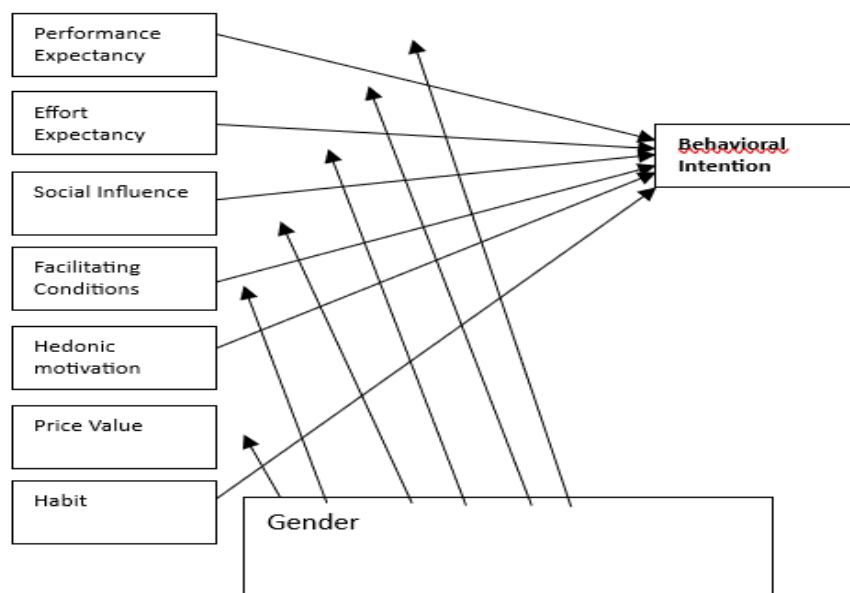 Performance
Expectancy
Effort
Expectancy
Social Influence
Facilitating
Conditions
Hedonic
motivation
Price Value
Habit
Behavioral
Intention
Gender